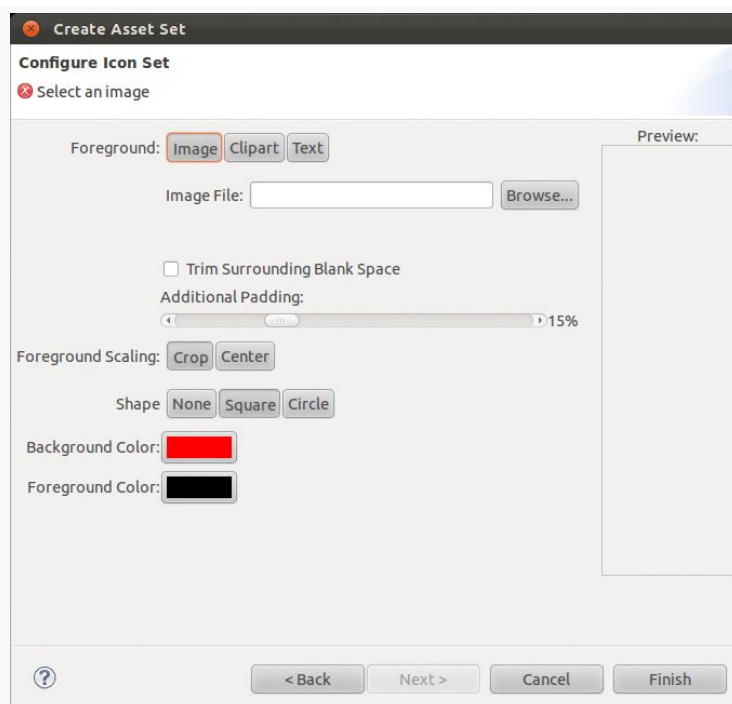 Create Asset Set
Configure Icon Set
Select an image
Preview:
Foreground: Image Clipart Text
Image File: Browse...
Trim Surrounding Blank Space
Additional Padding:
15%
Foreground Scaling: Crop Center
Shape None Square Circle
Background Color:
Foreground Color:
< Back Next > Cancel Finish